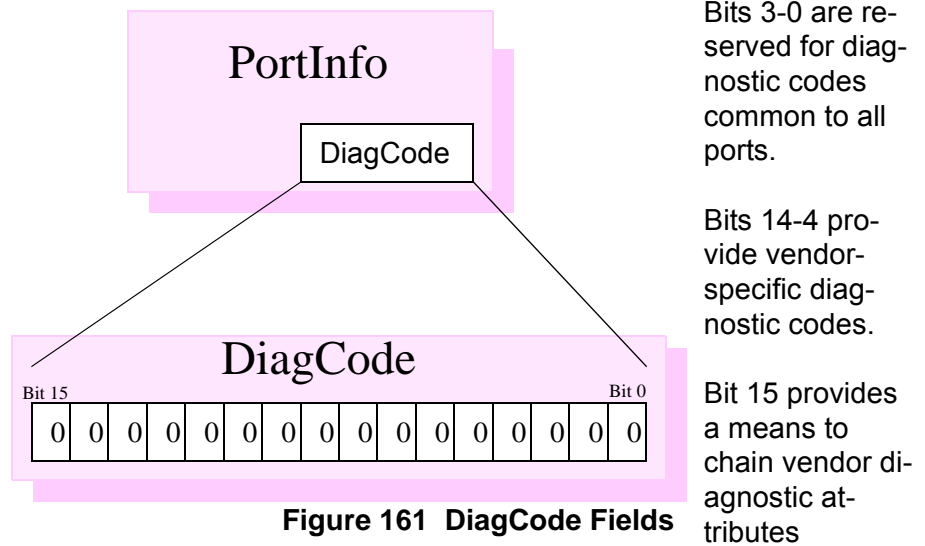 PortInfo
DiagCode
DiagCode
Bit 15
Bit 0
0 0 0 0 0 0 0 0 0 0 0 0 0 0 0 0
Figure 161 DiagCode Fields
Bits 3-0 are re-
served for diag-
nostic codes
common to all
ports.
Bits 14-4 pro-
vide vendor-
specific diag-
nostic codes.
Bit 15 provides
a means to
chain vendor di-
agnostic at-
tributes